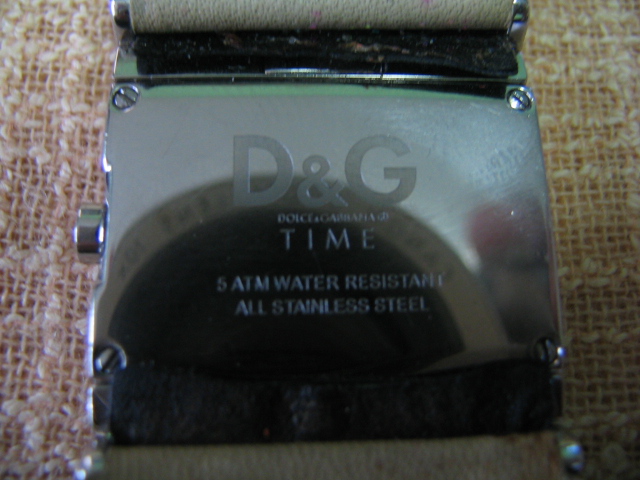 D&G
DOLCE&GABBANA
TIME
5 ATM WATER RESISTANT
ALL STAINLESS STEEL